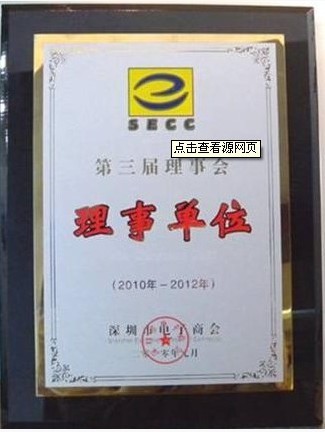 SECC
点击查看源网页
第三届理事会
理事单位
(2010年-2012年)
深圳市电子商会